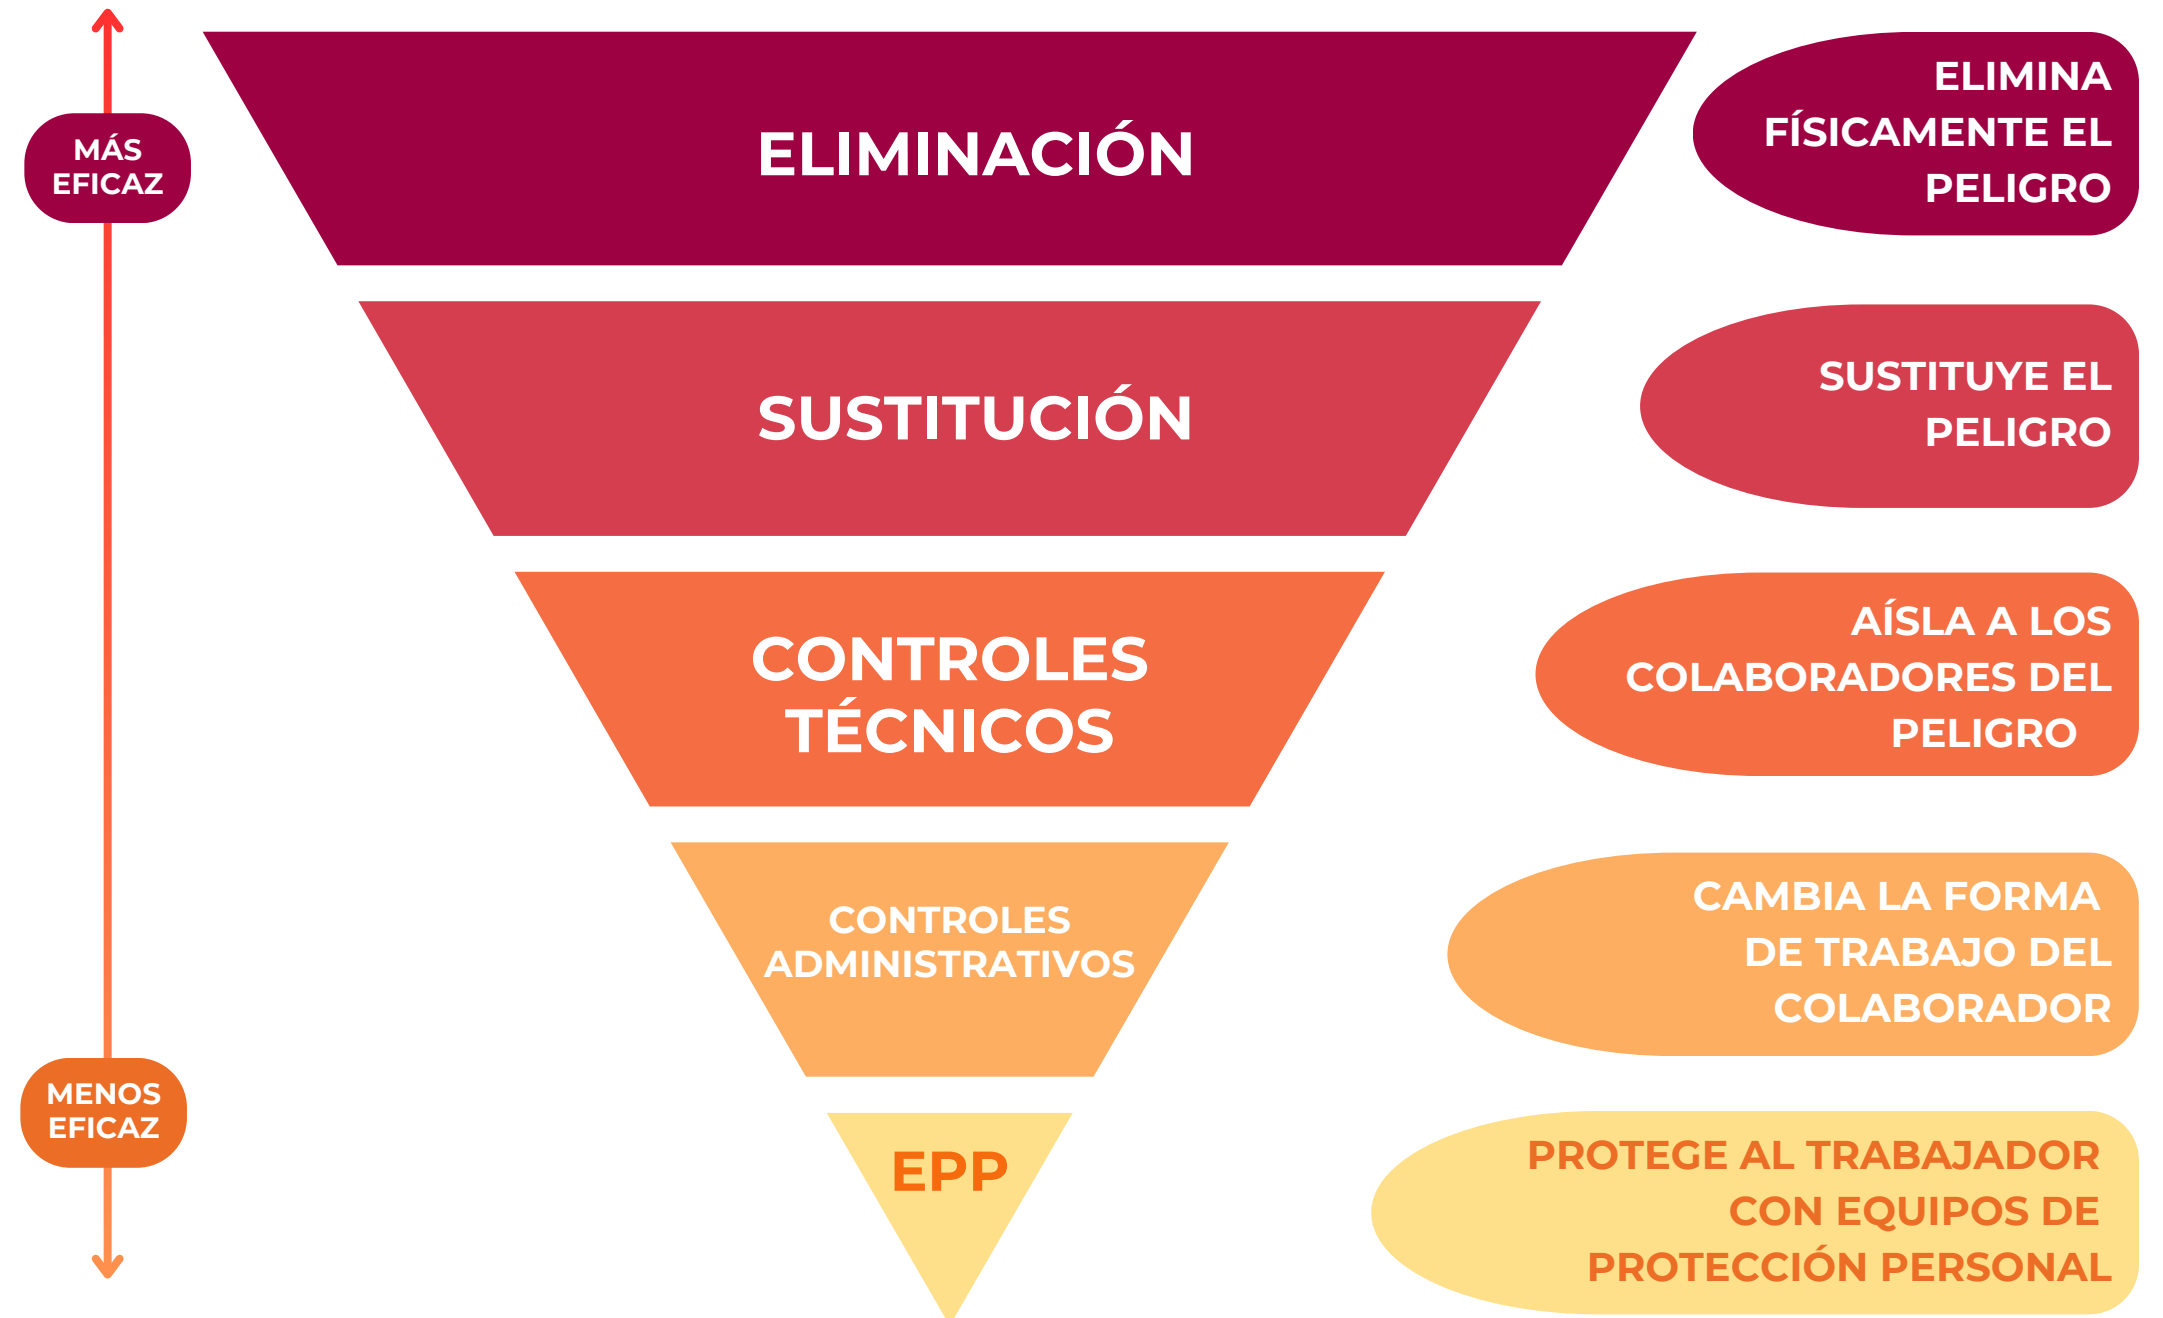 MÁS
EFICAZ
ELIMINACIÓN
ELIMINA
FÍSICAMENTE EL
PELIGRO
SUSTITUCIÓN
SUSTITUYE EL
PELIGRO
CONTROLES
TÉCNICOS
AÍSLA A LOS
COLABORADORES DEL
PELIGRO
CONTROLES
ADMINISTRATIVOS
CAMBIA LA FORMA
DE TRABAJO DEL
COLABORADOR
MENOS
EFICAZ
EPP
PROTEGE AL TRABAJADOR
CON EQUIPOS DE
PROTECCIÓN PERSONAL